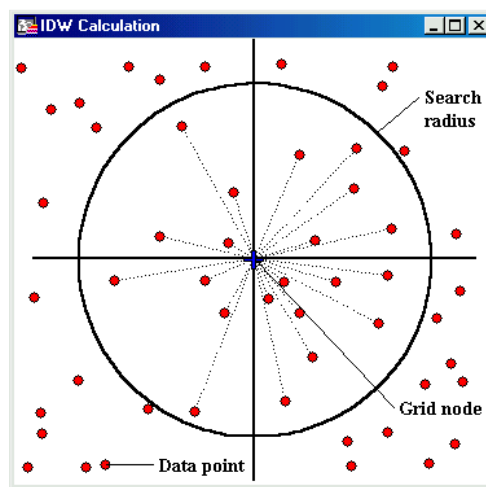 IDW Calculation
Search
radius
Grid node
Data point